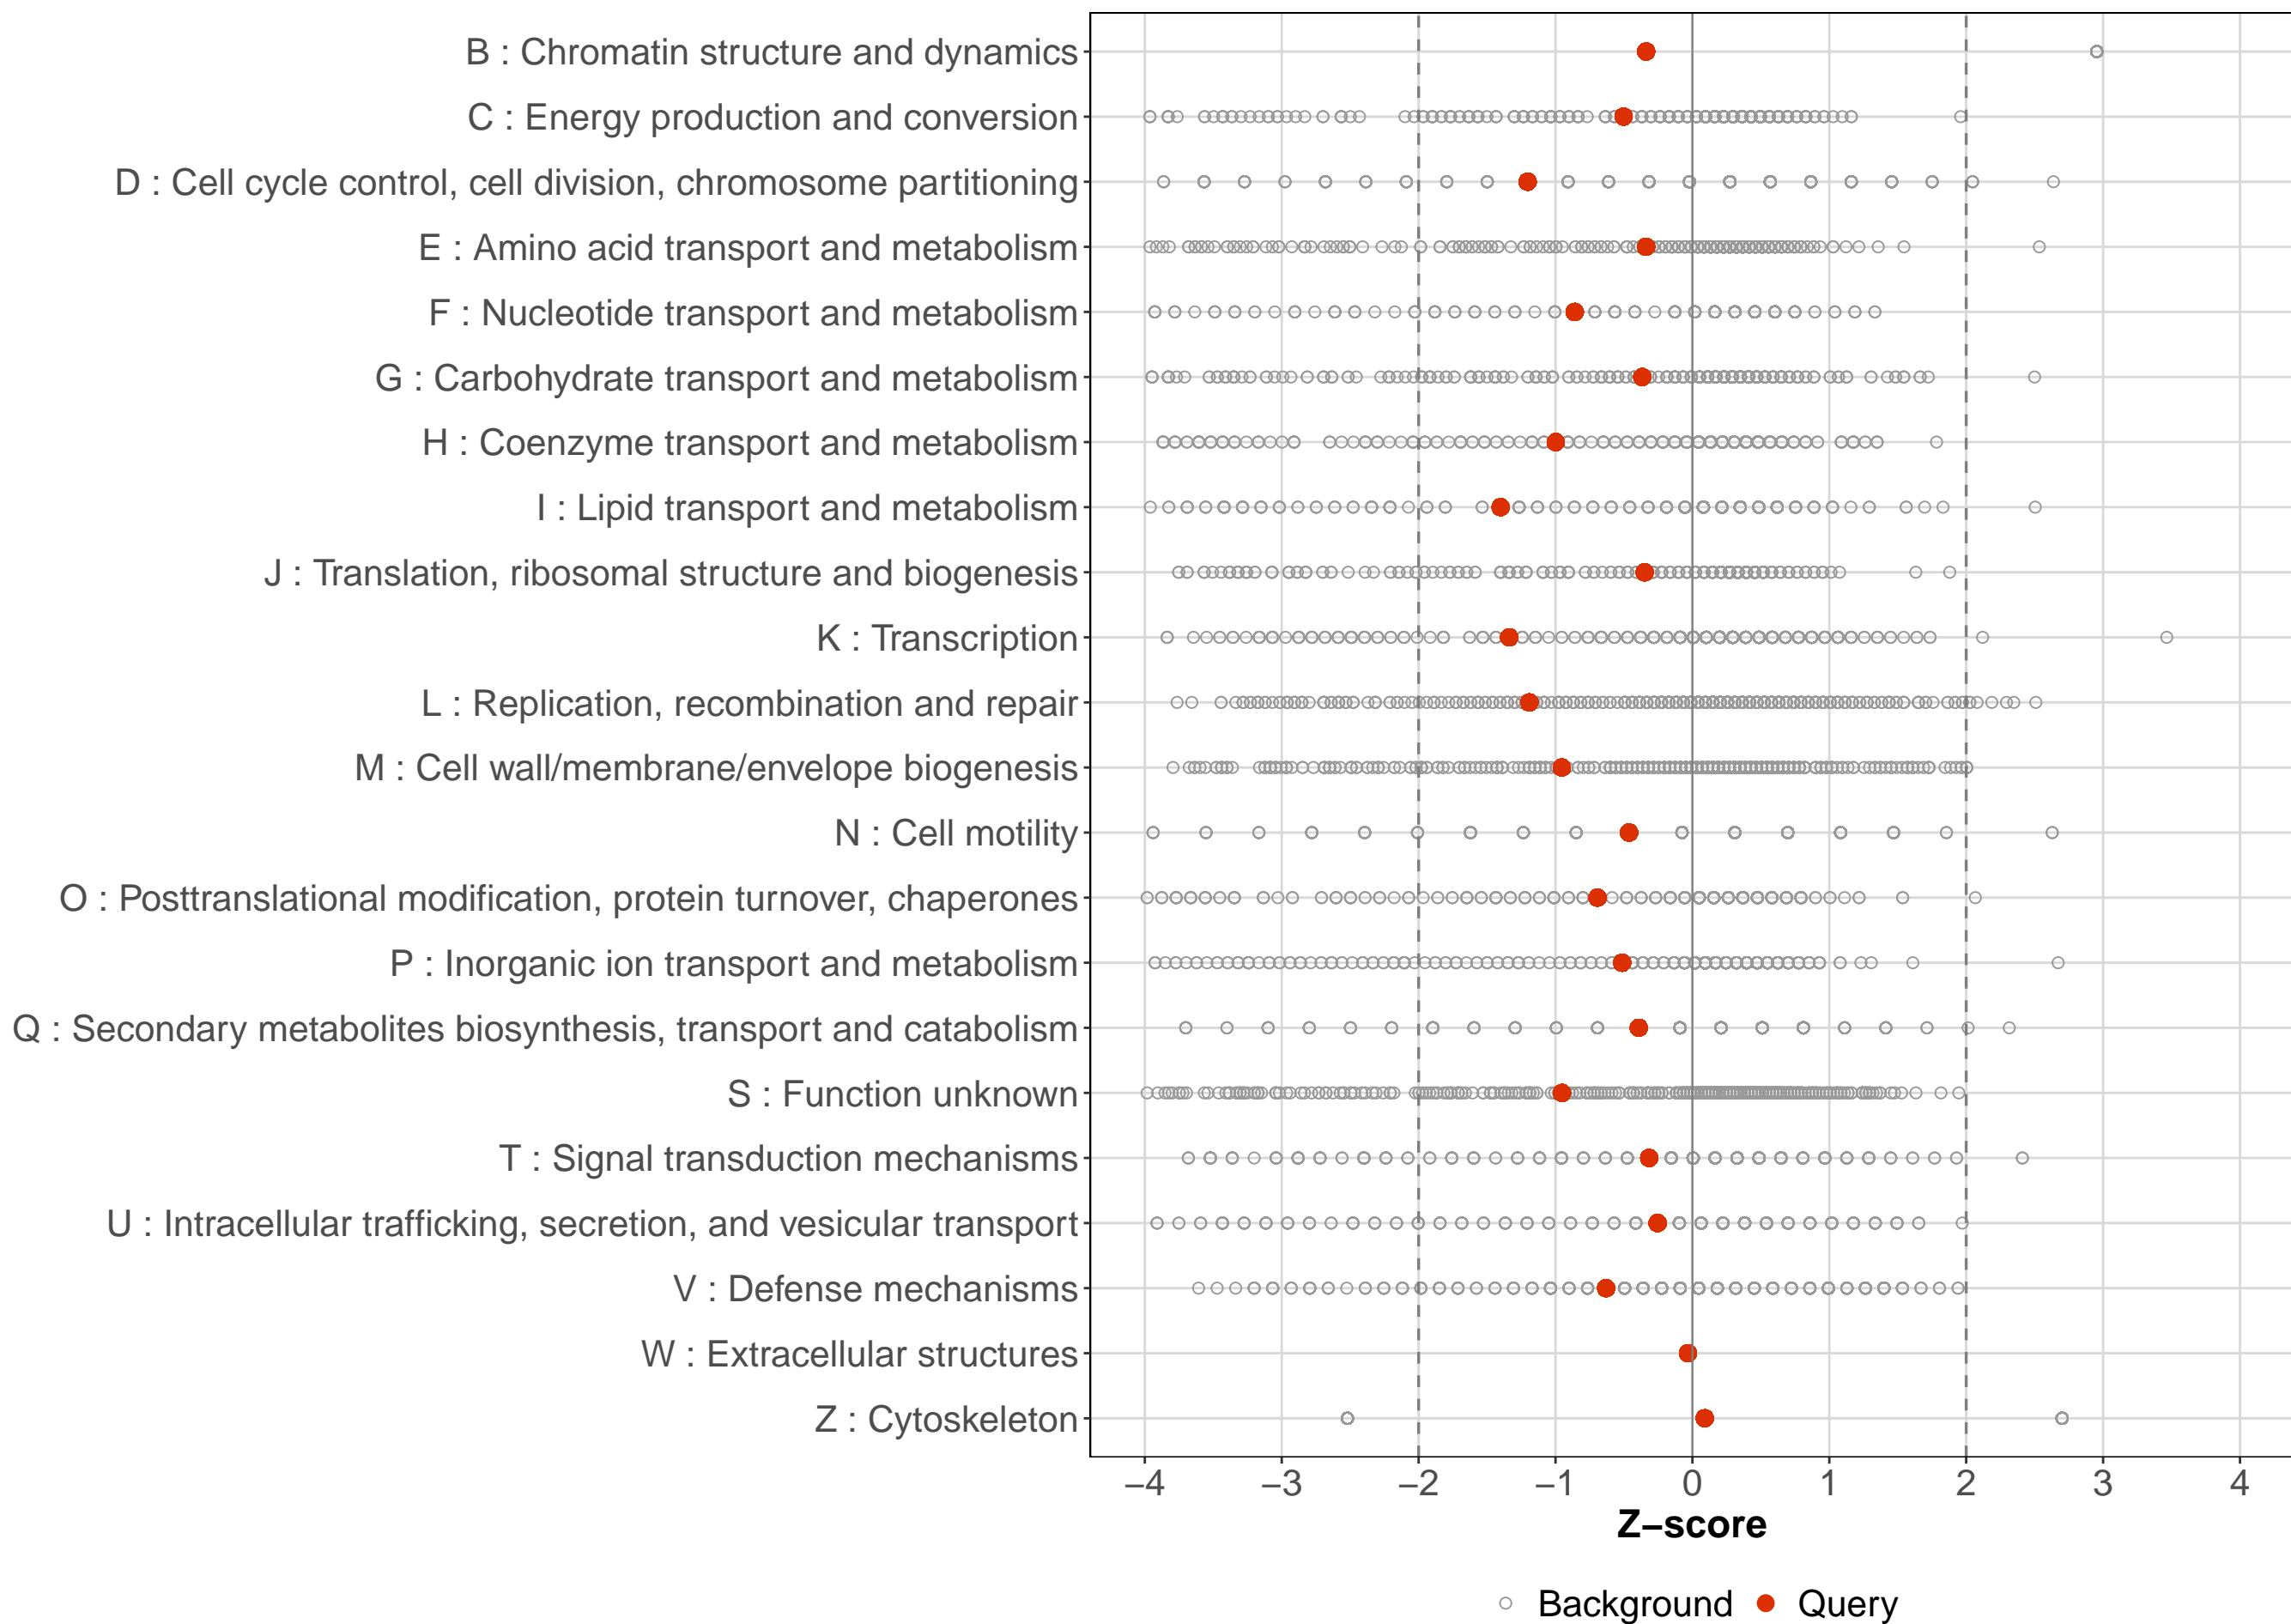 B : Chromatin structure and dynamics
C : Energy production and conversion
D : Cell cycle control, cell division, chromosome partitioning
E : Amino acid transport and metabolism
F : Nucleotide transport and metabolism
G : Carbohydrate transport and metabolism
H : Coenzyme transport and metabolism
I : Lipid transport and metabolism
J : Translation, ribosomal structure and biogenesis
K : Transcription
L : Replication, recombination and repair
M : Cell wall/membrane/envelope biogenesis
N : Cell motility
O : Posttranslational modification, protein turnover, chaperones
P : Inorganic ion transport and metabolism
Q : Secondary metabolites biosynthesis, transport and catabolism
S : Function unknown
T : Signal transduction mechanisms
U : Intracellular trafficking, secretion, and vesicular transport
V : Defense mechanisms
W : Extracellular structures
Z : Cytoskeleton
−4 −3 −2 −1 0 1 2 3 4
Z−score
Background Query